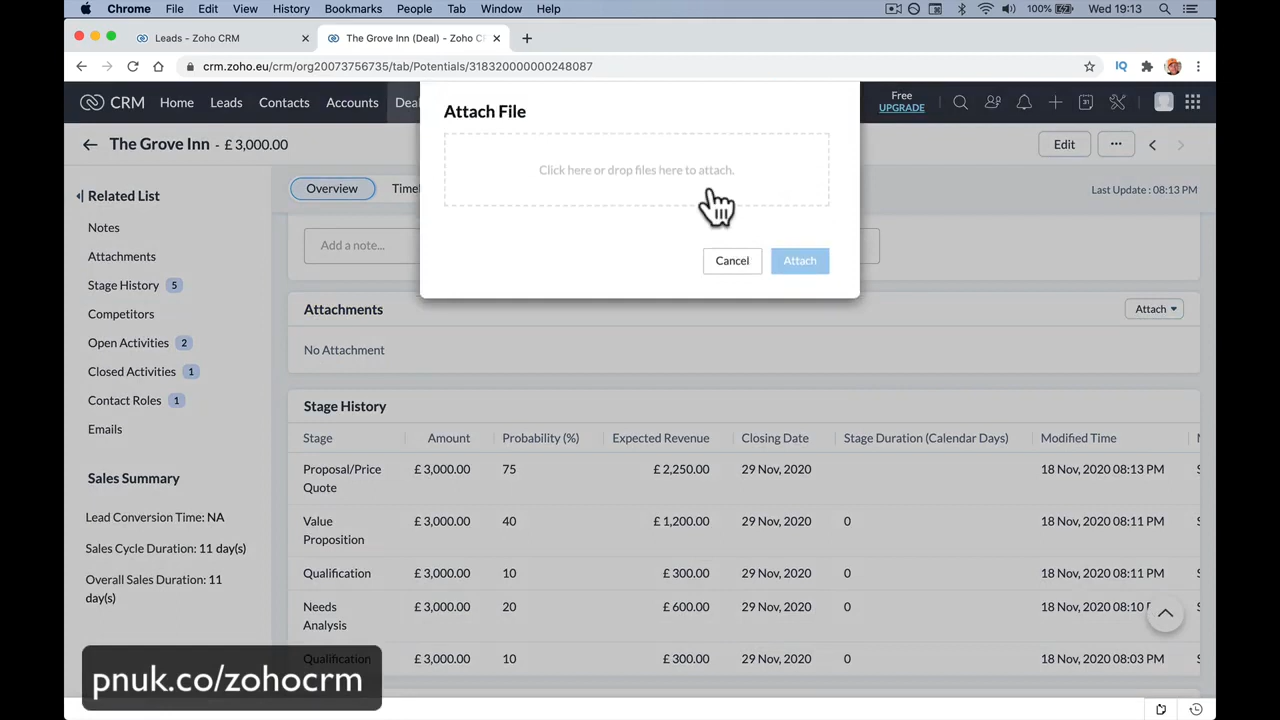 Chrome File Edit View History Bookmarks People Tab Window Help 100% Wed 19:13
Leads - Zoho CRM
The Grove Inn (Deal) - Zoho C
crm.zoho.eu/crm/org20073756735/tab/Potentials/318320000000248087
CRM Home Leads Contacts Accounts Dea
Free
UPGRADE
Attach File
Click here or drop files here to attach.
Cancel Attach
The Grove Inn - £ 3,000.00
Edit
Related List
Notes
Attachments
Stage History 5
Competitors
Open Activities 2
Closed Activities 1
Contact Roles 1
Emails
Sales Summary
Lead Conversion Time: NA
Sales Cycle Duration: 11 day(s)
Overall Sales Duration: 11
day(s)
Overview
Last Update : 08:13 PM
Add a note...
Attachments
Attach
No Attachment
Stage History
Stage Amount Probability (%) Expected Revenue Closing Date Stage Duration (Calendar Days) Modified Time
Proposal/Price
Quote
£ 3,000.00 75 £ 2,250.00 29 Nov, 2020 18 Nov, 2020 08:13 PM
Value
Proposition
£ 3,000.00 40 £ 1,200.00 29 Nov, 2020 0 18 Nov, 2020 08:11 PM
Qualification £ 3,000.00 10 £ 300.00 29 Nov, 2020 0 18 Nov, 2020 08:11 PM
Needs
Analysis
£ 3,000.00 20 £ 600.00 29 Nov, 2020 0 18 Nov, 2020 08:10
Qualification £ 3,000.00 10 £ 300.00 29 Nov, 2020 0 18 Nov, 2020 08:03 PM
pnuk.co/zohocrm